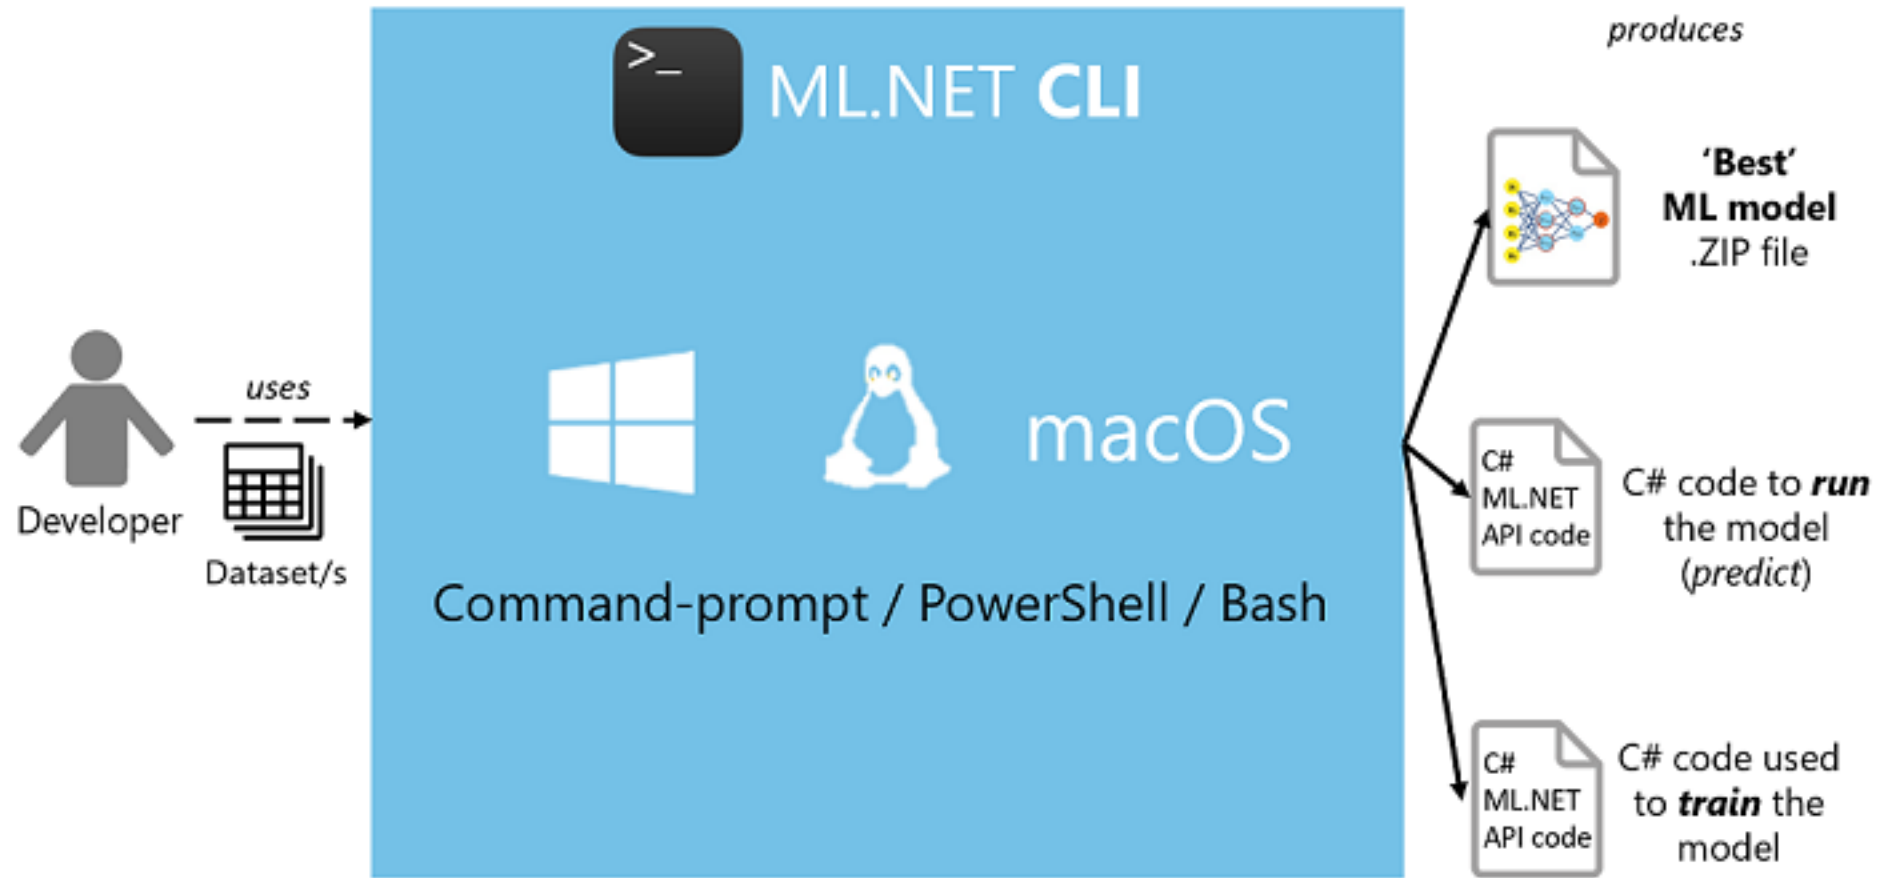 produces
>_
ML.NET CLI
'Best'
ML model
.ZIP file
uses
Developer
Dataset/s
macOS
Command-prompt / PowerShell / Bash
C#
ML.NET
API code
C# code to run
the model
(predict)
C#
ML.NET
API code
C# code used
to train the
model